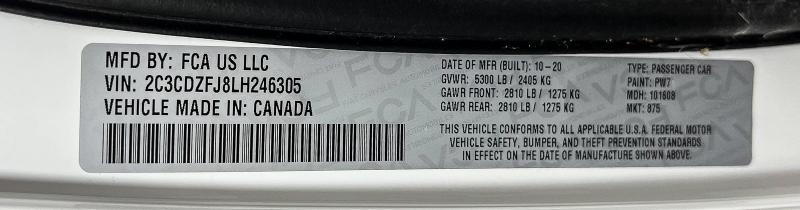 MFD BY: FCA US LLC
VIN: 2C3CDZFJ8LH246305
VEHICLE MADE IN: CANADA
DATE OF MFR (BUILT): 10-20
GVWR: 5300 LB / 2405 KG
GAWR FRONT: 2810 LB / 1275 KG
GAWR REAR: 2810 LB / 1275 KG
TYPE: PASSENGER CAR
PAINT: PW7
MDH: 101608
MKT: 875
THIS VEHICLE CONFORMS TO ALL APPLICABLE U.S.A. FEDERAL MOTOR
VEHICLE SAFETY, BUMPER, AND THEFT PREVENTION STANDARDS
IN EFFECT ON THE DATE OF MANUFACTURE SHOWN ABOVE.